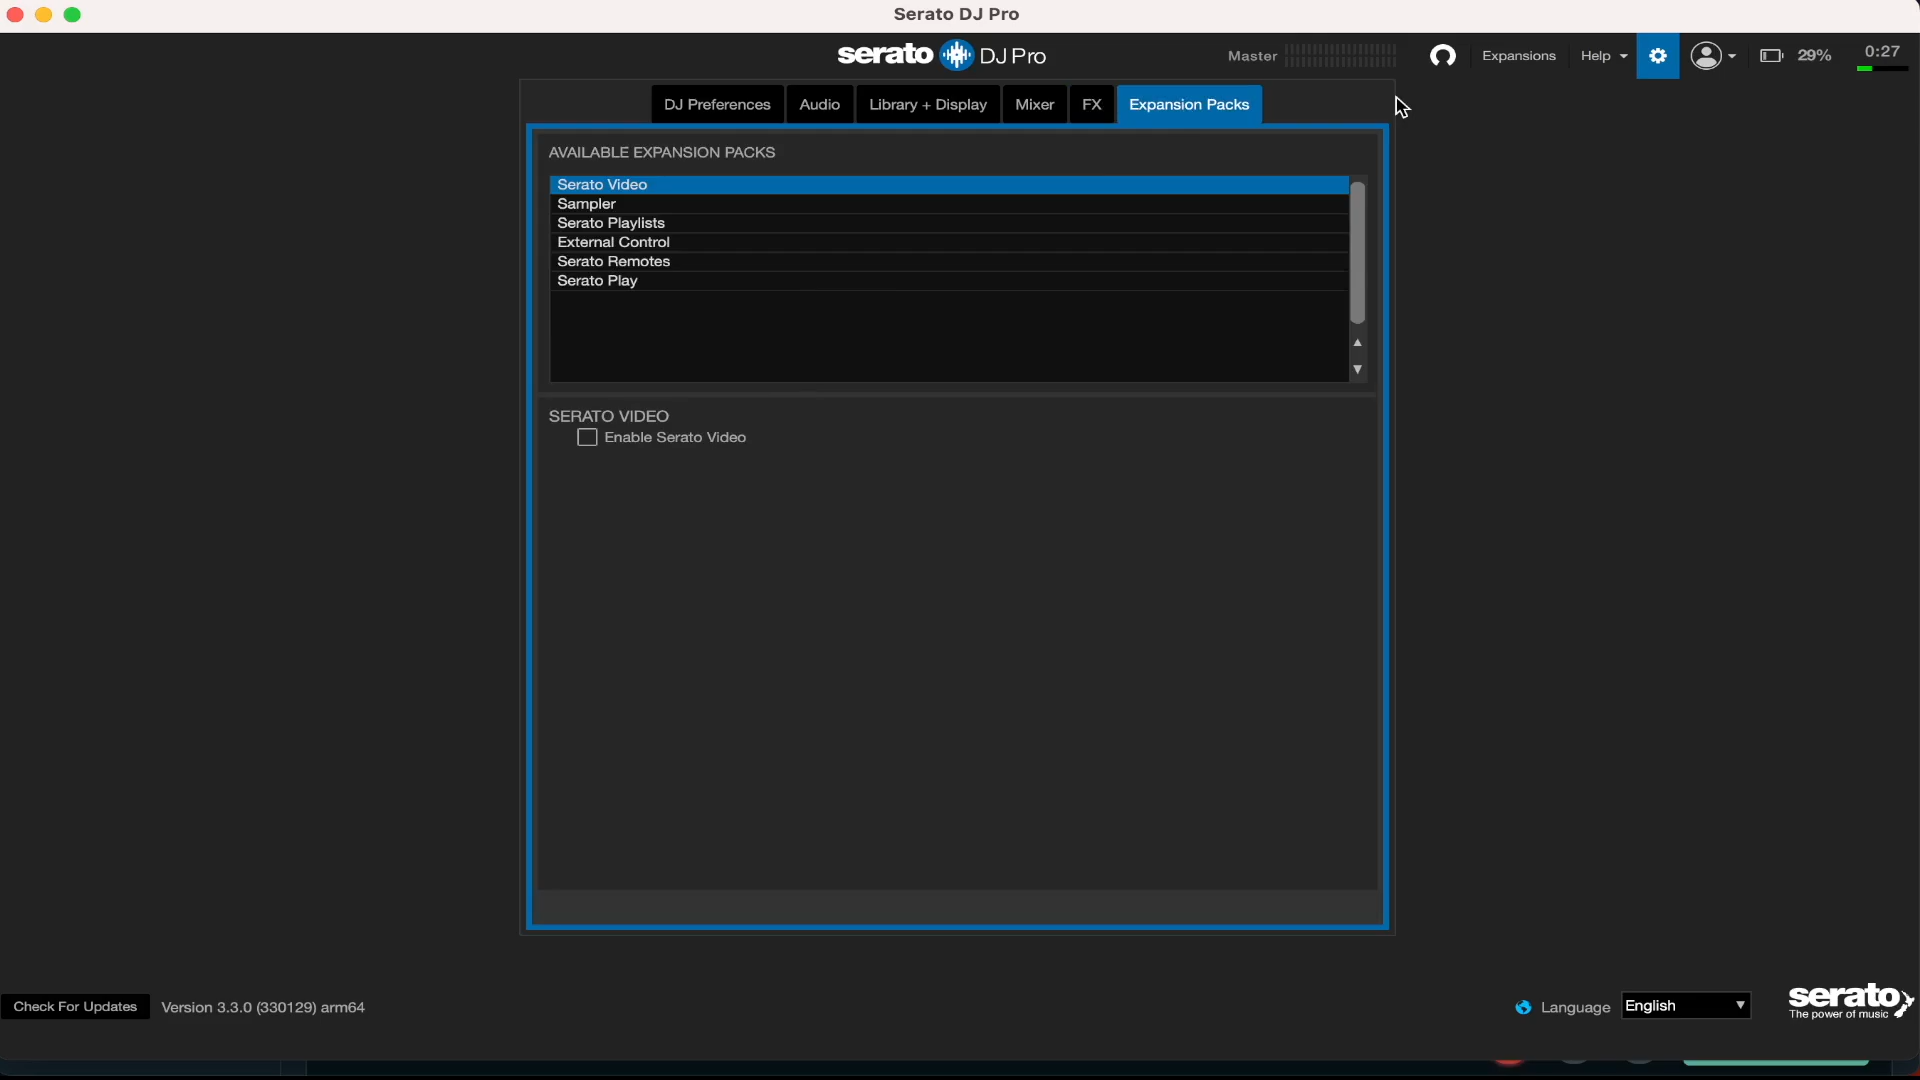 Serato DJ Pro
serato DJ Pro
Master
Expansions
Help
29%
0:27
DJ Preferences
Audio
Library + Display
Mixer
FX
Expansion Packs
AVAILABLE EXPANSION PACKS
Serato Video
Sampler
Serato Playlists
External Control
Serato Remotes
Serato Play
SERATO VIDEO
Enable Serato Video
Check For Updates
Version 3.3.0 (330129) arm64
Language
English
serato
The power of music